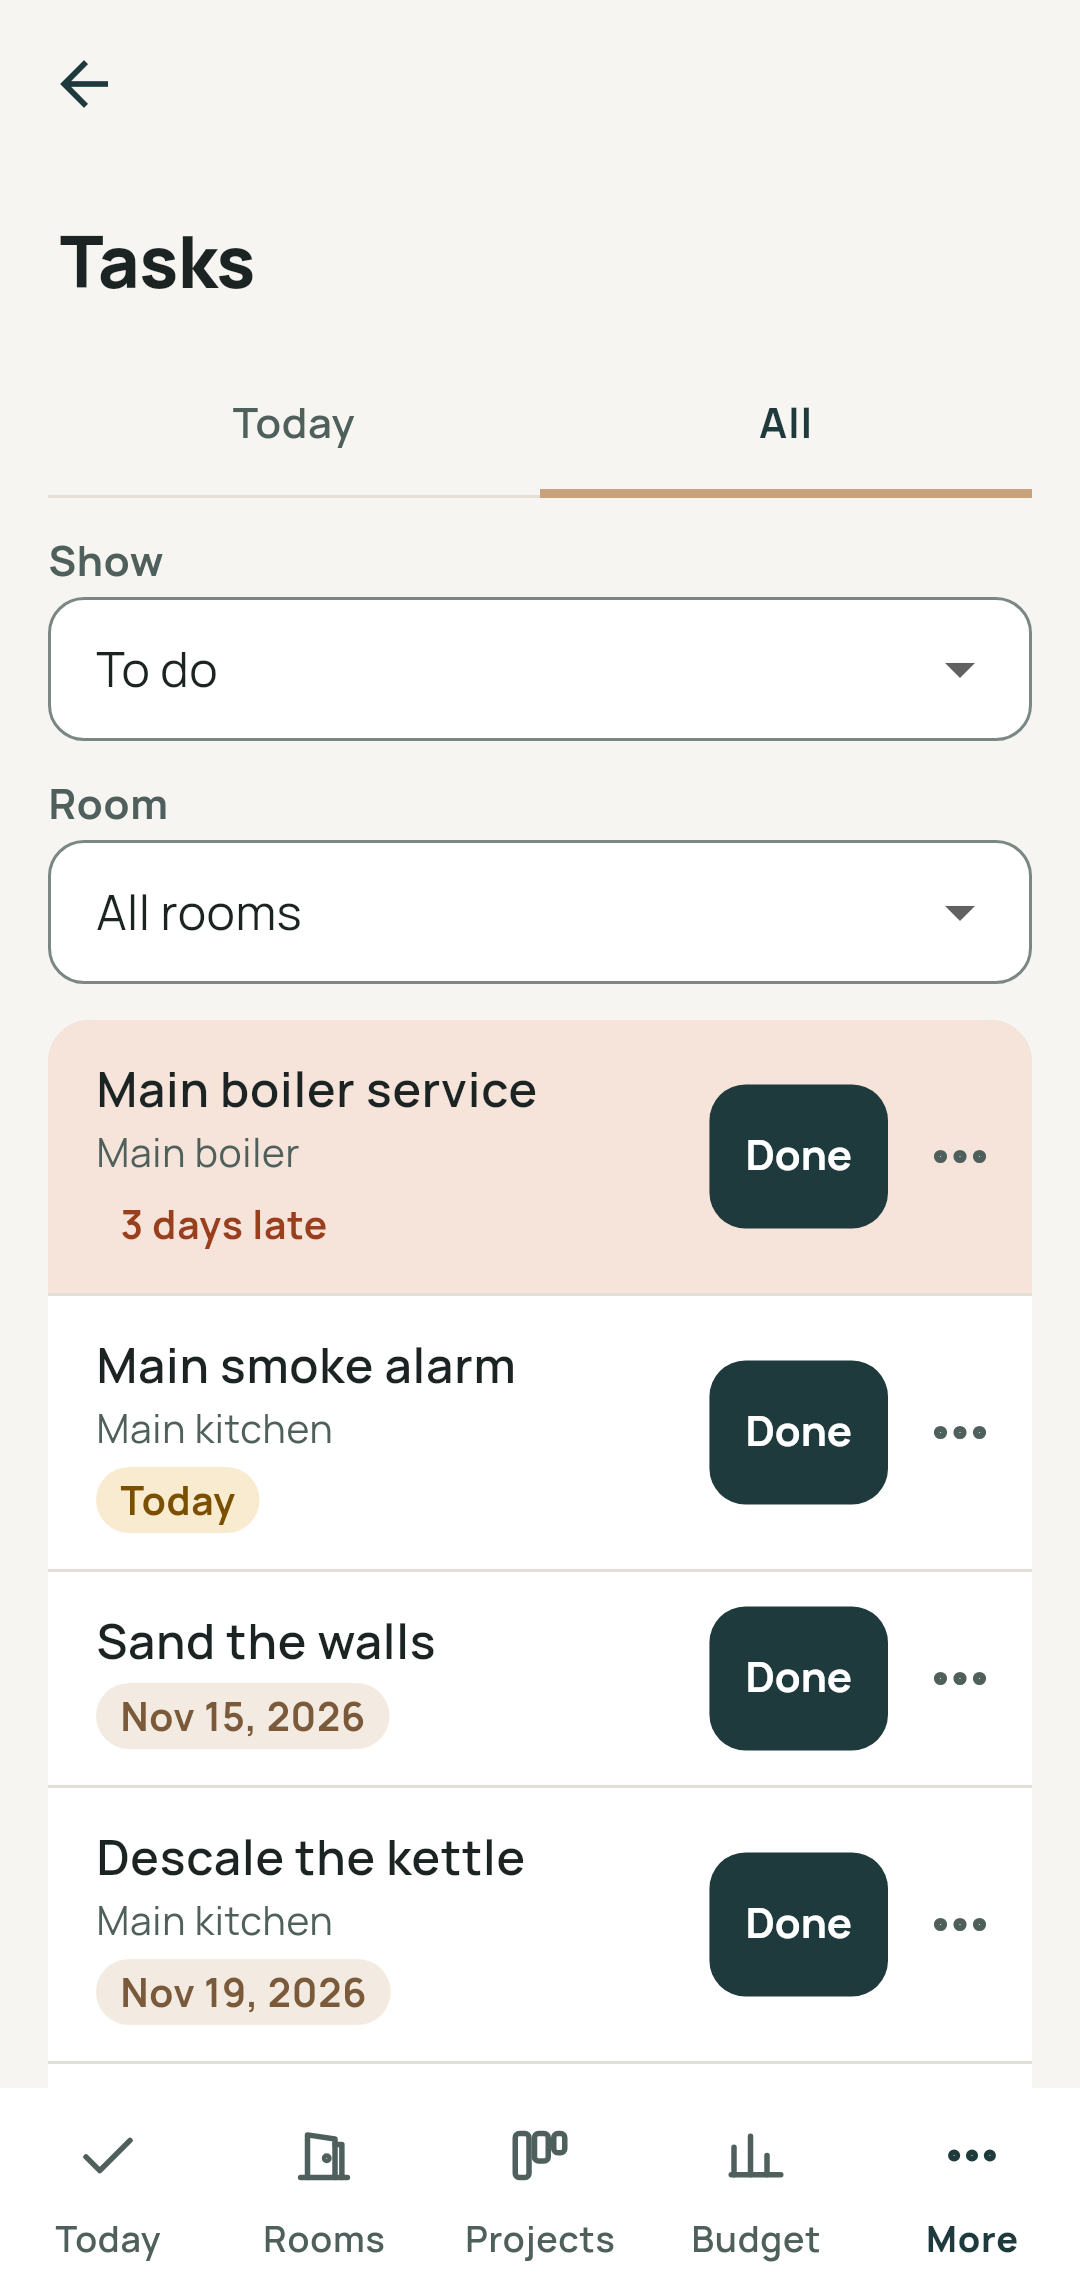 Tasks
Today
All
Show
To do
Room
All rooms
Main boiler service
Main boiler
3 days late
Done
Main smoke alarm
Main kitchen
Today
Done
Sand the walls
Nov 15, 2026
Done
Descale the kettle
Main kitchen
Nov 19, 2026
Done
Today
Rooms
Projects
Budget
More